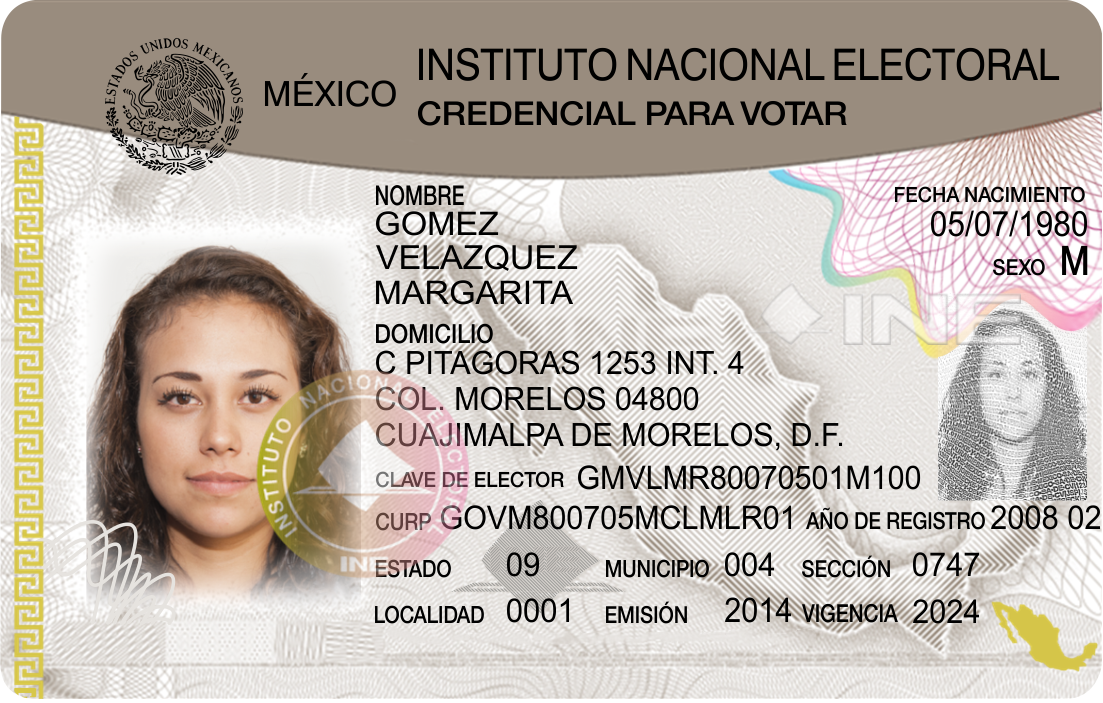 ESTADOS UNIDOS MEXICANOS
MÉXICO
INSTITUTO NACIONAL ELECTORAL
CREDENCIAL PARA VOTAR
NOMBRE
GOMEZ
VELAZQUEZ
MARGARITA
FECHA NACIMIENTO
05/07/1980
SEXO M
INE
DOMICILIO
C PITAGORAS 1253 INT. 4
COL. MORELOS 04800
CUAJIMALPA DE MORELOS, D.F.
INSTITUTO NACIONAL ELECTORAL
INE
CLAVE DE ELECTOR GMVLMR80070501M100
CURP GOVM800705MCLMLR01 AÑO DE REGISTRO 2008 02
ESTADO 09 MUNICIPIO 004 SECCIÓN 0747
LOCALIDAD 0001 EMISIÓN 2014 VIGENCIA 2024